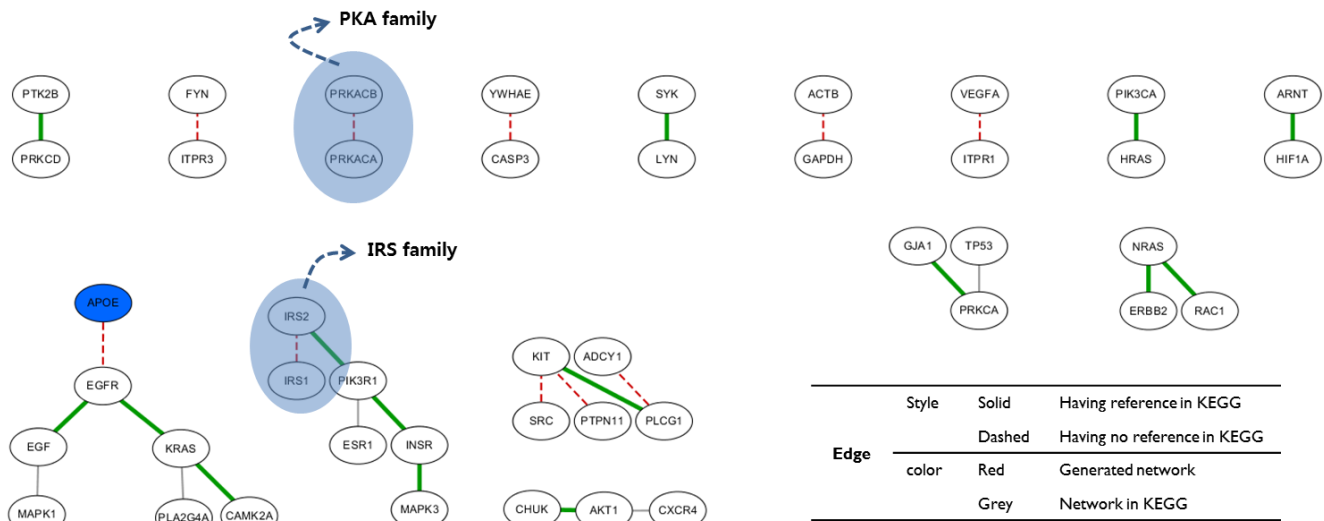 PKA family
PTK2B FYN PRKACB YWHAE SYK ACTB VEGFA PIK3CA ARNT
PRKCD ITPR3 PRKACA CASP3 LYN GAPDH ITPR1 HRAS HIF1A
IRS family
GJA1 TP53 NRAS
APOE IRS2 PRKCA ERBB2 RAC1
KIT ADCY1
EGFR IRS1 PIK3R1
SRC PTPN11 PLCG1
EGF KRAS ESR1 INSR
MAPK1 PLA2G4A CAMK2A MAPK3 CHUK AKT1 CXCR4
Style Solid Having reference in KEGG
Dashed Having no reference in KEGG
Edge
color Red Generated network
Grey Network in KEGG